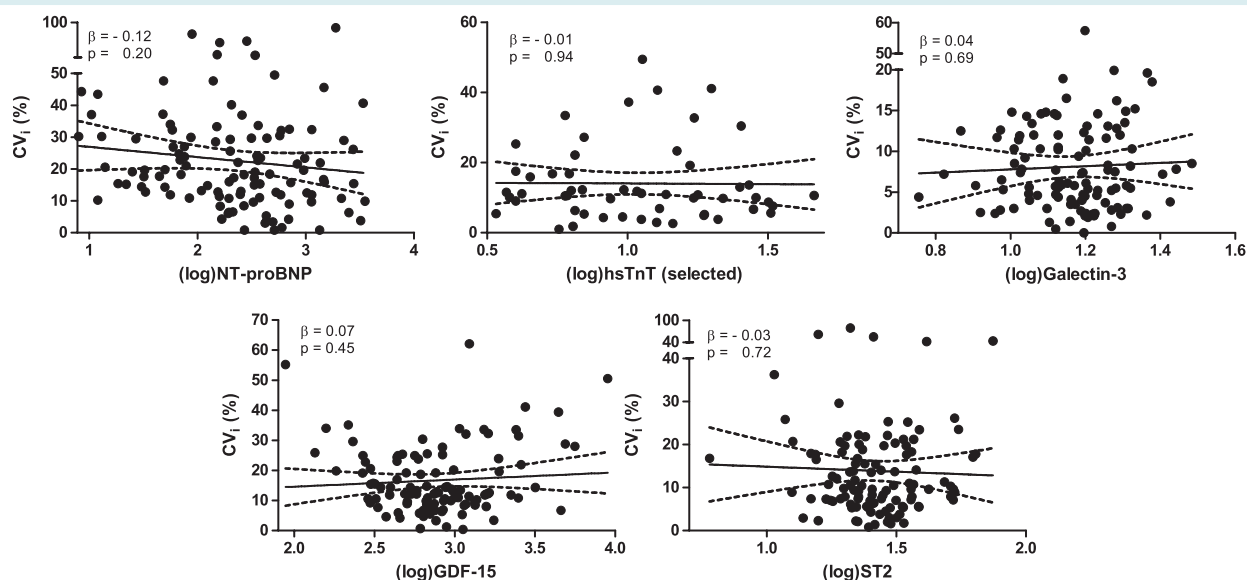 100
50
40
30
20
10
0
CVi (%)
β = - 0.12
p = 0.20
1
2
3
4
(log)NT-proBNP
60
40
20
0
CVi (%)
β = - 0.01
p = 0.94
0.5
1.0
1.5
(log)hsTnT (selected)
60
50
20
15
10
5
0
CVi (%)
β = 0.04
p = 0.69
0.8
1.0
1.2
1.4
1.6
(log)Galectin-3
70
60
50
40
30
20
10
0
CVi (%)
β = 0.07
p = 0.45
2.0
2.5
3.0
3.5
4.0
(log)GDF-15
100
40
40
30
20
10
0
CVi (%)
β = - 0.03
p = 0.72
1.0
1.5
2.0
(log)ST2